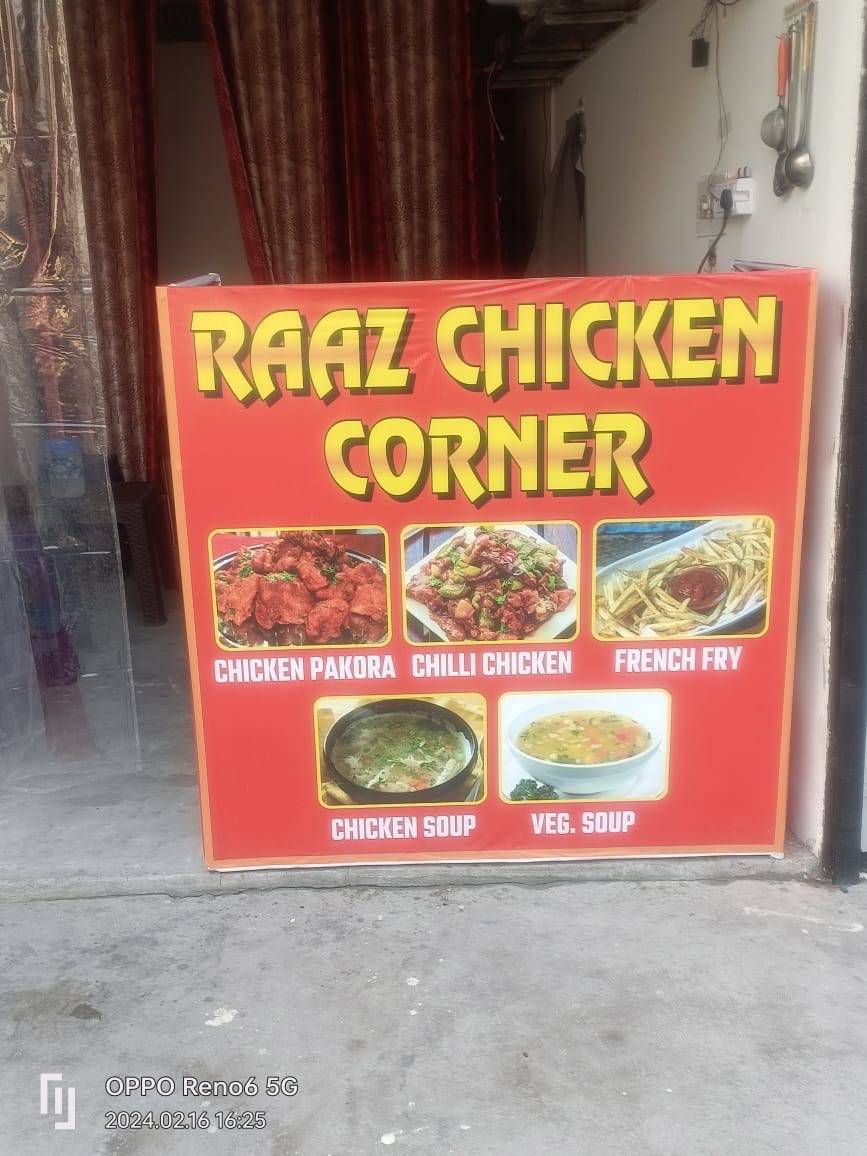 RAAZ CHICKEN
CORNER
CHICKEN PAKORA CHILLI CHICKEN FRENCH FRY
CHICKEN SOUP VEG. SOUP
OPPO Reno6 5G
2024.02.16 16:25